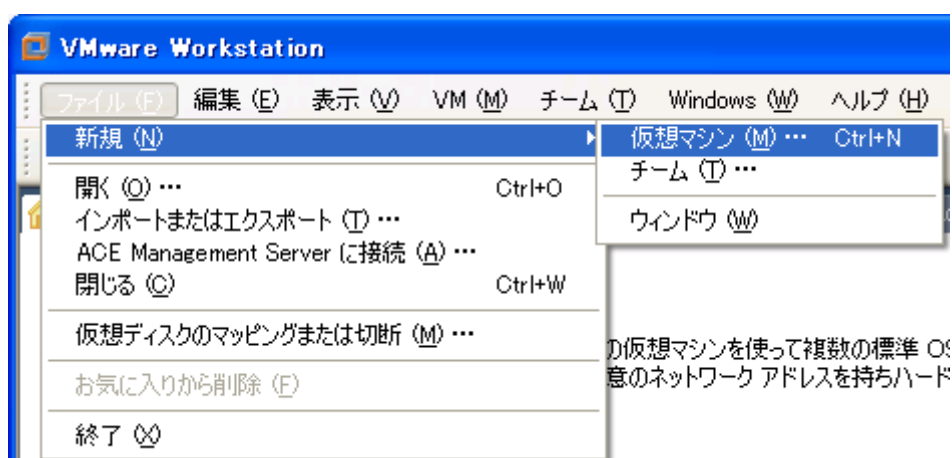 VMware Workstation
ファイル (F) 編集 (E) 表示 (V) VM (M) チーム (T) Windows (W) ヘルプ (H)
新規 (N)
仮想マシン (M) ··· Ctrl+N
チーム (T) ···
ウィンドウ (W)
開く (O) ··· Ctrl+O
インポートまたはエクスポート (T) ···
ACE Management Server に接続 (A) ···
閉じる (C) Ctrl+W
仮想ディスクのマッピングまたは切断 (M) ···
お気に入りから削除 (F)
終了 (X)
の仮想マシンを使って複数の標準 OS
意のネットワーク アドレスを持ちハード